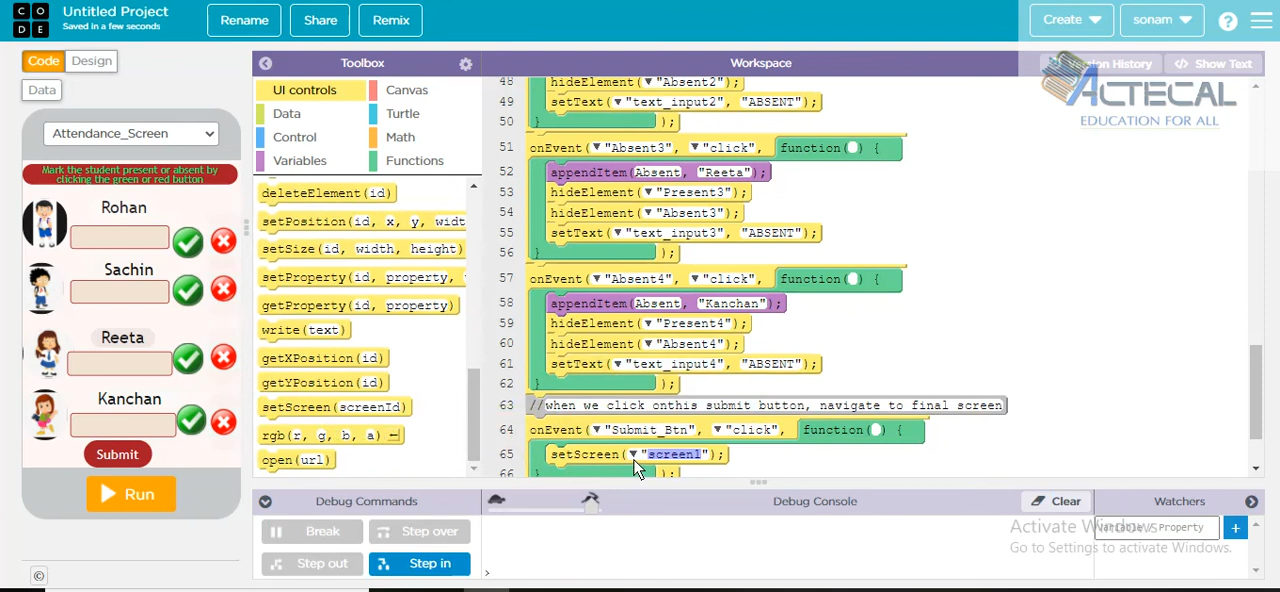 C O
D E
Untitled Project
Saved in a few seconds
Rename
Share
Remix
Create
sonam
?
Code
Design
Data
Toolbox
Workspace
Version History
Show Text
ACTECAL
EDUCATION FOR ALL
Attendance_Screen
Mark the student present or absent by
clicking the green or red button
Rohan
Sachin
Reeta
Kanchan
Submit
Run
©
UI controls
Canvas
Data
Turtle
Control
Math
Variables
Functions
deleteElement(id)
setPosition(id, x, y, widt
setSize(id, width, height)
setProperty(id, property,
getProperty(id, property)
write(text)
getXPosition(id)
getYPosition(id)
setScreen(screenId)
rgb(r, g, b, a)
open(url)
48 hideElement("Absent2");
49 setText("text_input2", "ABSENT");
50 } );
51 onEvent("Absent3", "click", function() {
52 appendItem(Absent, "Reeta");
53 hideElement("Present3");
54 hideElement("Absent3");
55 setText("text_input3", "ABSENT");
56 } );
57 onEvent("Absent4", "click", function() {
58 appendItem(Absent, "Kanchan");
59 hideElement("Present4");
60 hideElement("Absent4");
61 setText("text_input4", "ABSENT");
62 } );
63 //when we click onthis submit button, navigate to final screen
64 onEvent("Submit_Btn", "click", function() {
65 setScreen("screen1");
66 }
Debug Commands
Debug Console
Clear
Watchers
Break
Step over
Step out
Step in
Variable / Property
+
>
Activate Windows
Go to Settings to activate Windows.